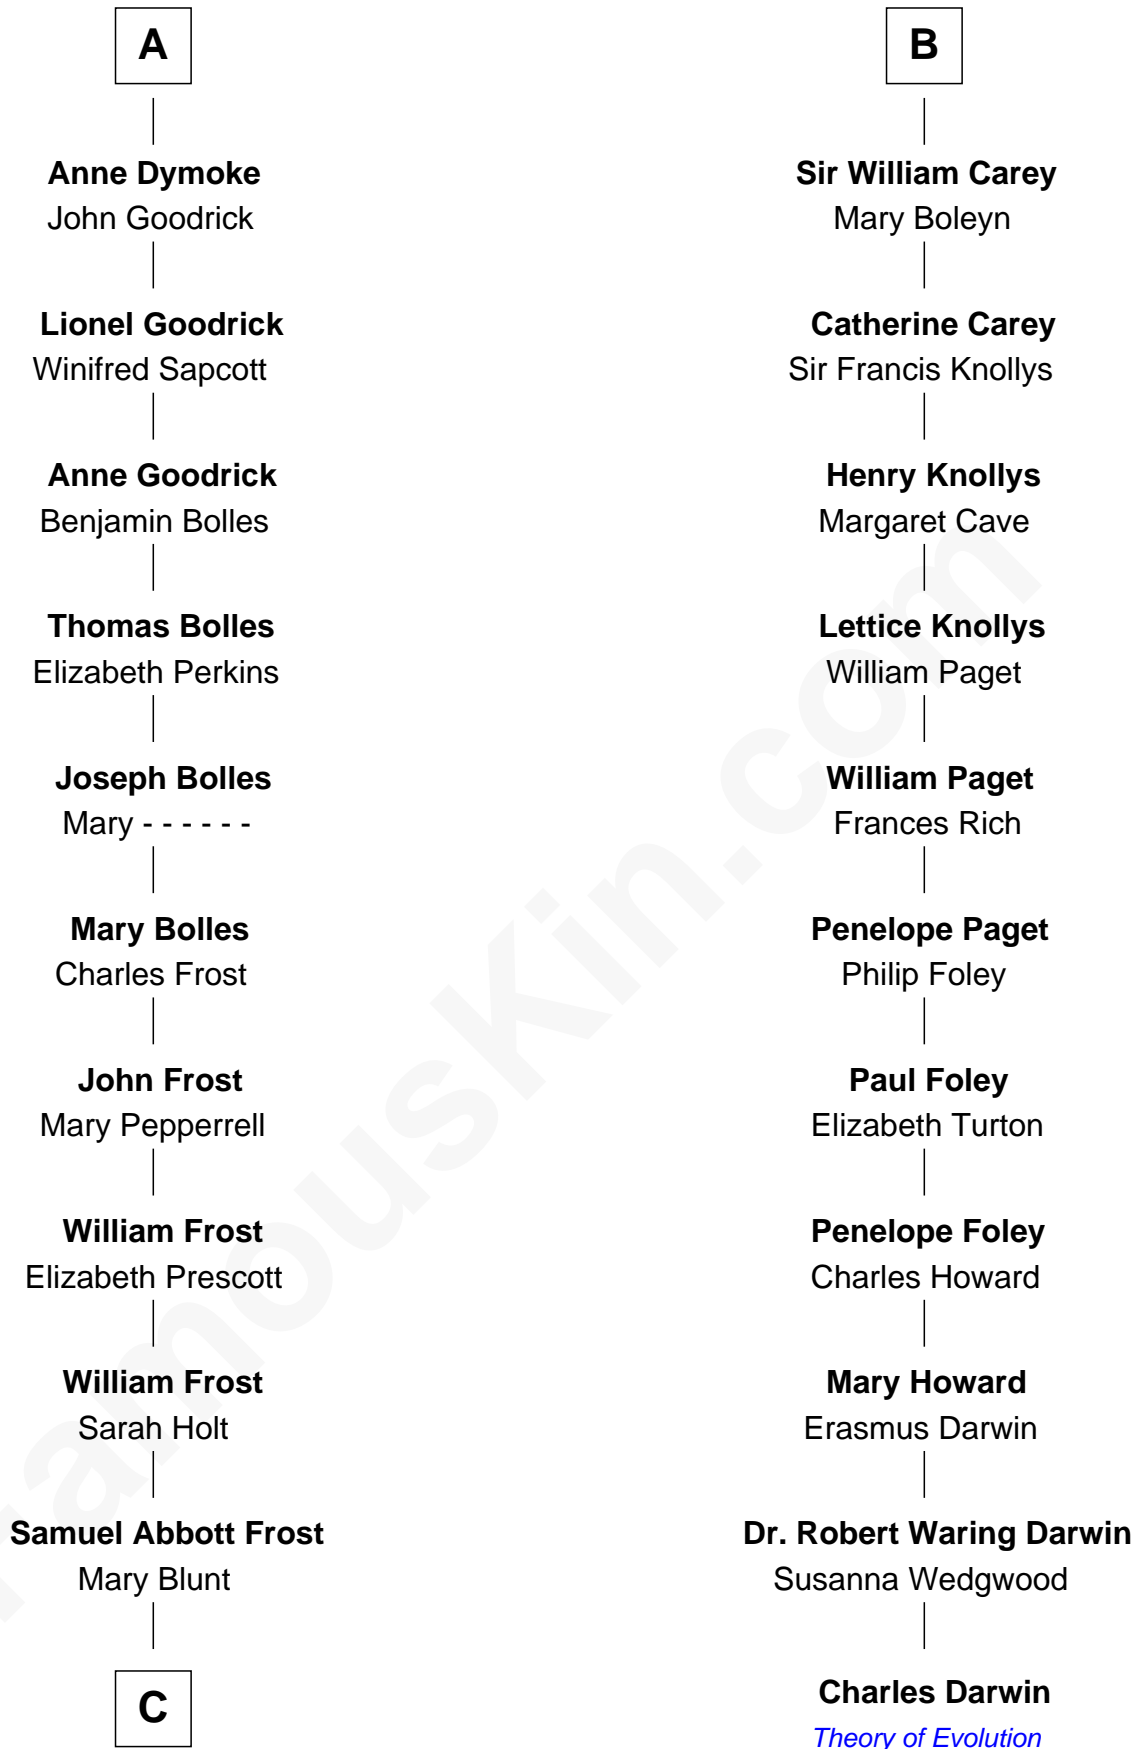 A
Anne Dymoke
John Goodrick
Lionel Goodrick
Winifred Sapcott
Anne Goodrick
Benjamin Bolles
Thomas Bolles
Elizabeth Perkins
Joseph Bolles
Mary - - - - - -
Mary Bolles
Charles Frost
John Frost
Mary Pepperrell
William Frost
Elizabeth Prescott
William Frost
Sarah Holt
Samuel Abbott Frost
Mary Blunt
C
B
Sir William Carey
Mary Boleyn
Catherine Carey
Sir Francis Knollys
Henry Knollys
Margaret Cave
Lettice Knollys
William Paget
William Paget
Frances Rich
Penelope Paget
Philip Foley
Paul Foley
Elizabeth Turton
Penelope Foley
Charles Howard
Mary Howard
Erasmus Darwin
Dr. Robert Waring Darwin
Susanna Wedgwood
Charles Darwin
Theory of Evolution
FamousKin.com